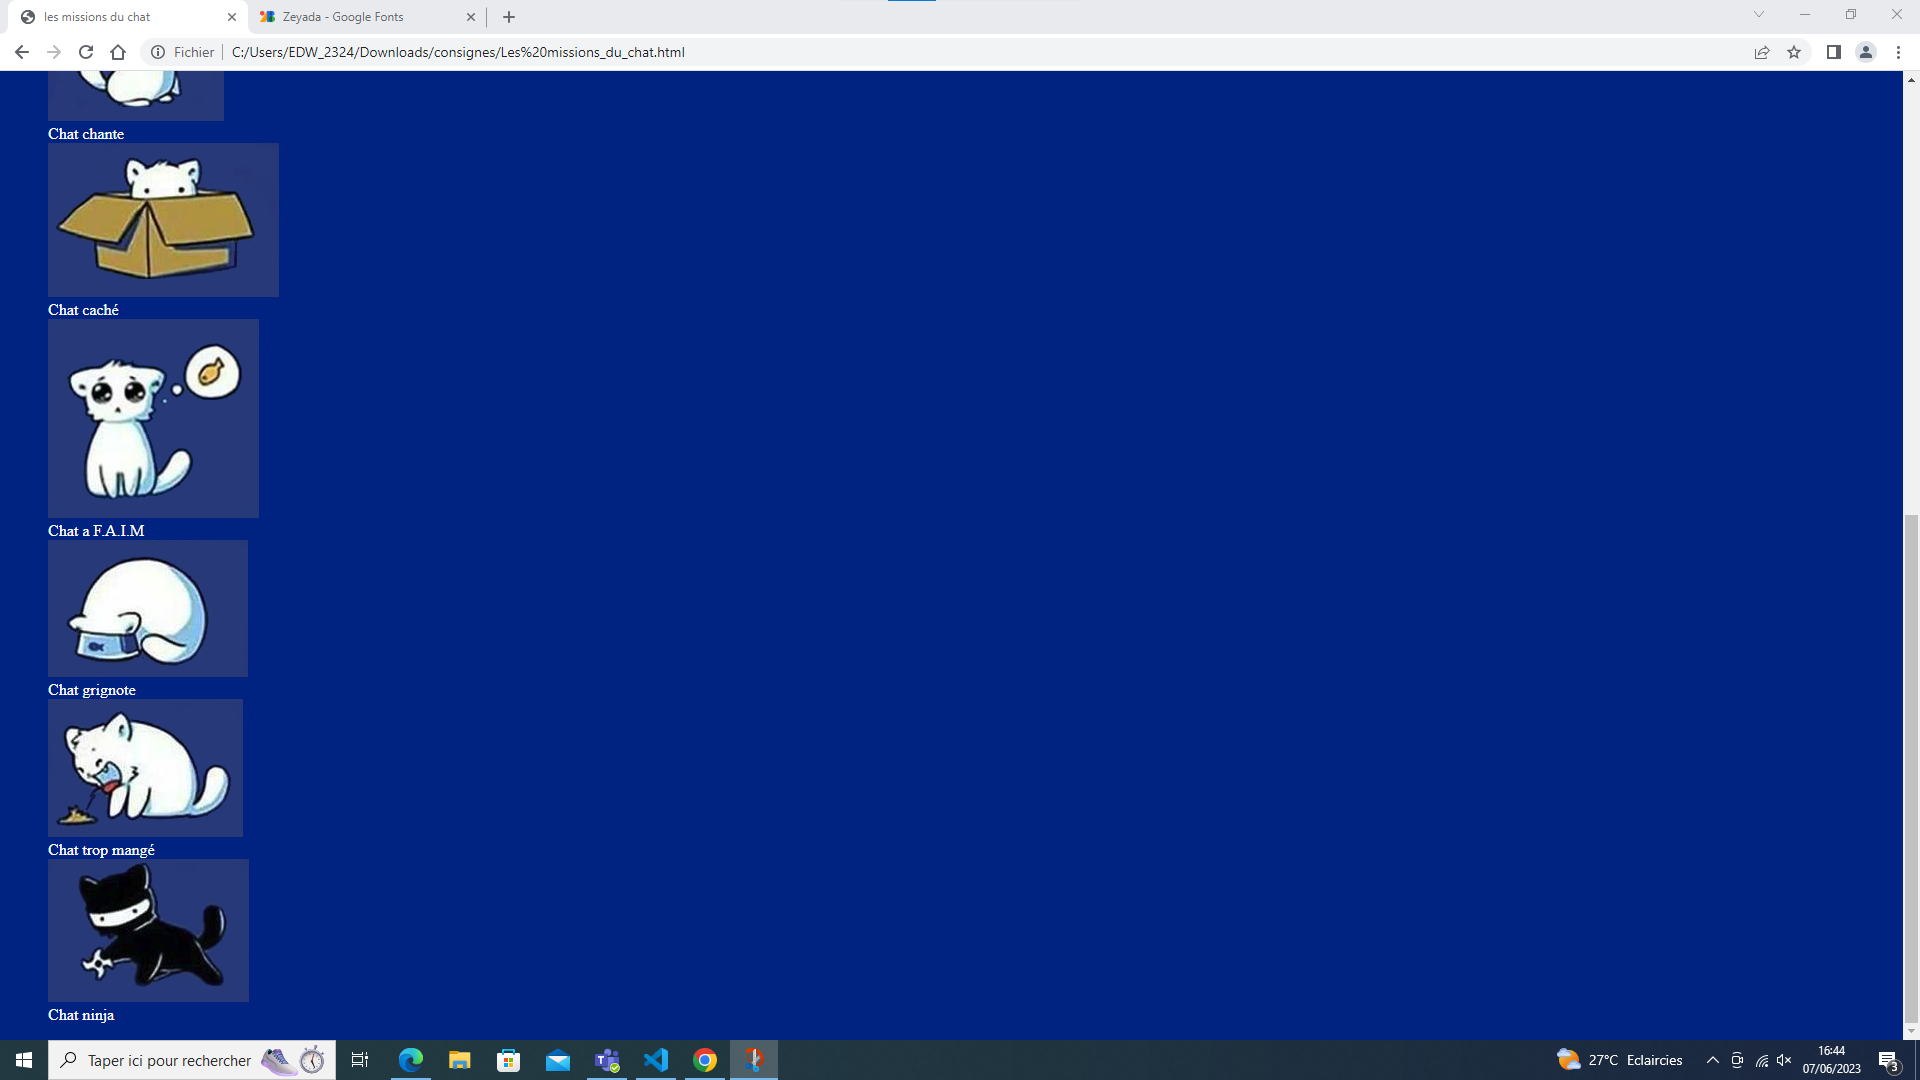 les missions du chat
Zeyada - Google Fonts
Fichier
C:/Users/EDW_2324/Downloads/consignes/Les%20missions_du_chat.html
Chat chante
Chat caché
Chat a F.A.I.M
Chat grignote
Chat trop mangé
Chat ninja
Taper ici pour rechercher
27°C Eclaircies
16:44
07/06/2023
3